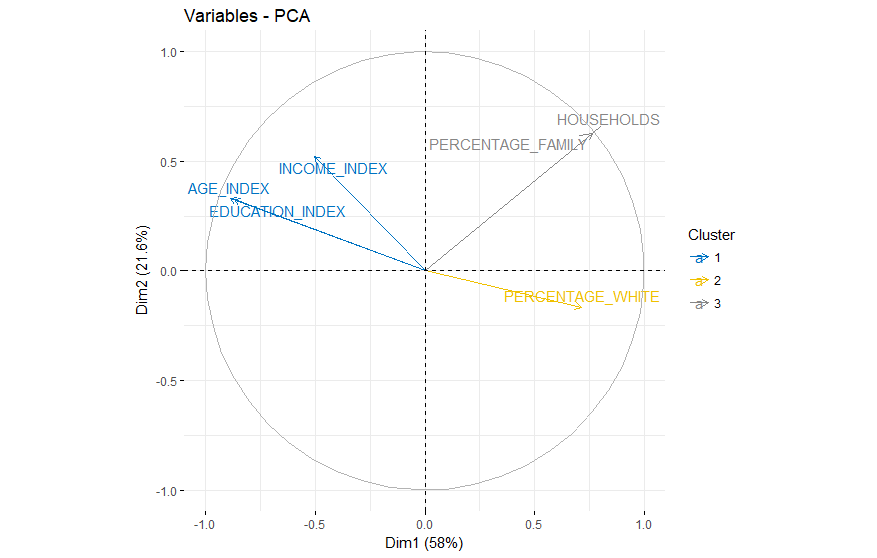 Variables - PCA
1.0
HOUSEHOLDS
PERCENTAGE_FAMILY
0.5
INCOME_INDEX
AGE_INDEX
EDUCATION_INDEX
Cluster
a 1
a 2
a 3
Dim2 (21.6%)
0.0
PERCENTAGE_WHITE
-0.5
-1.0
-1.0 -0.5 0.0 0.5 1.0
Dim1 (58%)